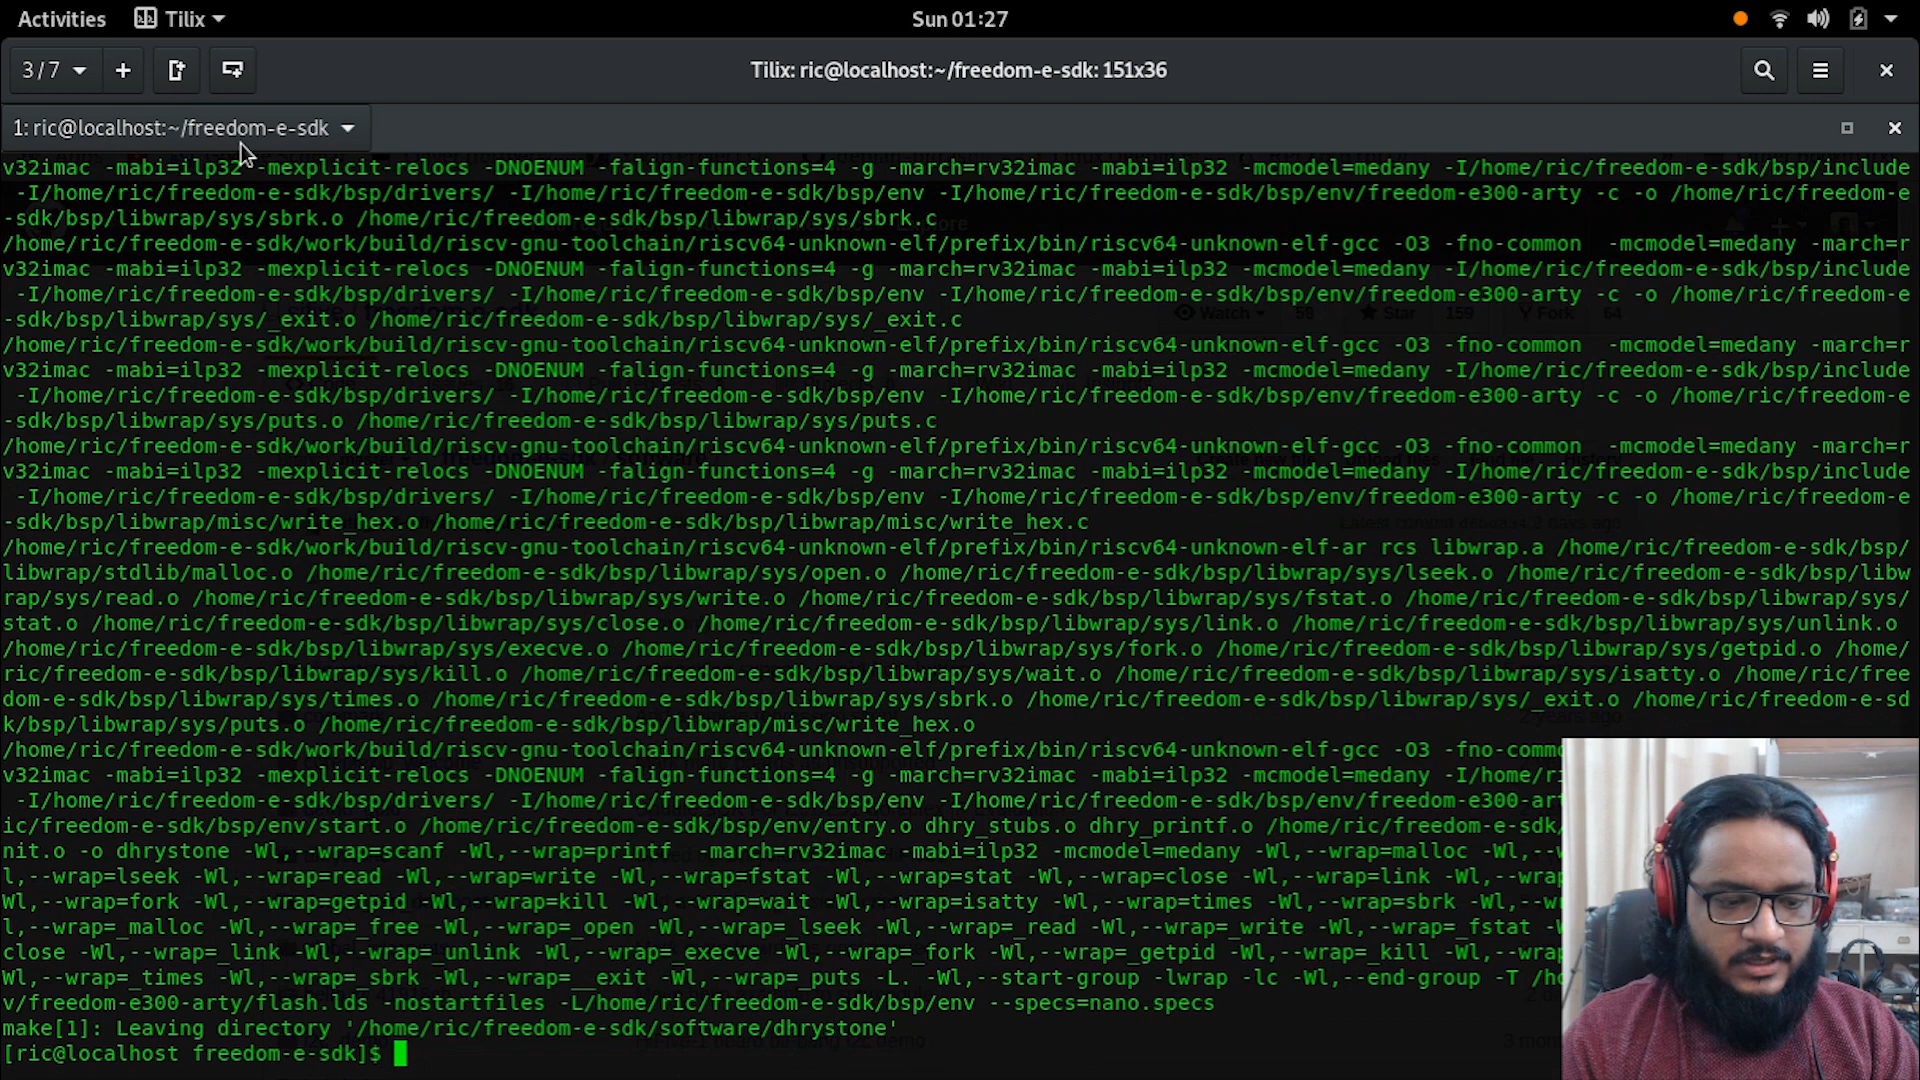 Activities Tilix Sun 01:27
3 / 7 Tilix: ric@localhost:~/freedom-e-sdk: 151x36
1: ric@localhost:~/freedom-e-sdk
v32imac -mabi=ilp32 -mexplicit-relocs -DNOENUM -falign-functions=4 -g -march=rv32imac -mabi=ilp32 -mcmodel=medany -I/home/ric/freedom-e-sdk/bsp/include
-I/home/ric/freedom-e-sdk/bsp/drivers/ -I/home/ric/freedom-e-sdk/bsp/env -I/home/ric/freedom-e-sdk/bsp/env/freedom-e300-arty -c -o /home/ric/freedom-e
-sdk/bsp/libwrap/sys/sbrk.o /home/ric/freedom-e-sdk/bsp/libwrap/sys/sbrk.c
/home/ric/freedom-e-sdk/work/build/riscv-gnu-toolchain/riscv64-unknown-elf/prefix/bin/riscv64-unknown-elf-gcc -O3 -fno-common -mcmodel=medany -march=r
v32imac -mabi=ilp32 -mexplicit-relocs -DNOENUM -falign-functions=4 -g -march=rv32imac -mabi=ilp32 -mcmodel=medany -I/home/ric/freedom-e-sdk/bsp/include
-I/home/ric/freedom-e-sdk/bsp/drivers/ -I/home/ric/freedom-e-sdk/bsp/env -I/home/ric/freedom-e-sdk/bsp/env/freedom-e300-arty -c -o /home/ric/freedom-e
-sdk/bsp/libwrap/sys/_exit.o /home/ric/freedom-e-sdk/bsp/libwrap/sys/_exit.c
/home/ric/freedom-e-sdk/work/build/riscv-gnu-toolchain/riscv64-unknown-elf/prefix/bin/riscv64-unknown-elf-gcc -O3 -fno-common -mcmodel=medany -march=r
v32imac -mabi=ilp32 -mexplicit-relocs -DNOENUM -falign-functions=4 -g -march=rv32imac -mabi=ilp32 -mcmodel=medany -I/home/ric/freedom-e-sdk/bsp/include
-I/home/ric/freedom-e-sdk/bsp/drivers/ -I/home/ric/freedom-e-sdk/bsp/env -I/home/ric/freedom-e-sdk/bsp/env/freedom-e300-arty -c -o /home/ric/freedom-e
-sdk/bsp/libwrap/sys/puts.o /home/ric/freedom-e-sdk/bsp/libwrap/sys/puts.c
/home/ric/freedom-e-sdk/work/build/riscv-gnu-toolchain/riscv64-unknown-elf/prefix/bin/riscv64-unknown-elf-gcc -O3 -fno-common -mcmodel=medany -march=r
v32imac -mabi=ilp32 -mexplicit-relocs -DNOENUM -falign-functions=4 -g -march=rv32imac -mabi=ilp32 -mcmodel=medany -I/home/ric/freedom-e-sdk/bsp/include
-I/home/ric/freedom-e-sdk/bsp/drivers/ -I/home/ric/freedom-e-sdk/bsp/env -I/home/ric/freedom-e-sdk/bsp/env/freedom-e300-arty -c -o /home/ric/freedom-e
-sdk/bsp/libwrap/misc/write_hex.o /home/ric/freedom-e-sdk/bsp/libwrap/misc/write_hex.c
/home/ric/freedom-e-sdk/work/build/riscv-gnu-toolchain/riscv64-unknown-elf/prefix/bin/riscv64-unknown-elf-ar rcs libwrap.a /home/ric/freedom-e-sdk/bsp/
libwrap/stdlib/malloc.o /home/ric/freedom-e-sdk/bsp/libwrap/sys/open.o /home/ric/freedom-e-sdk/bsp/libwrap/sys/lseek.o /home/ric/freedom-e-sdk/bsp/libw
rap/sys/read.o /home/ric/freedom-e-sdk/bsp/libwrap/sys/write.o /home/ric/freedom-e-sdk/bsp/libwrap/sys/fstat.o /home/ric/freedom-e-sdk/bsp/libwrap/sys/
stat.o /home/ric/freedom-e-sdk/bsp/libwrap/sys/close.o /home/ric/freedom-e-sdk/bsp/libwrap/sys/link.o /home/ric/freedom-e-sdk/bsp/libwrap/sys/unlink.o
/home/ric/freedom-e-sdk/bsp/libwrap/sys/execve.o /home/ric/freedom-e-sdk/bsp/libwrap/sys/fork.o /home/ric/freedom-e-sdk/bsp/libwrap/sys/getpid.o /home/
ric/freedom-e-sdk/bsp/libwrap/sys/kill.o /home/ric/freedom-e-sdk/bsp/libwrap/sys/wait.o /home/ric/freedom-e-sdk/bsp/libwrap/sys/isatty.o /home/ric/free
dom-e-sdk/bsp/libwrap/sys/times.o /home/ric/freedom-e-sdk/bsp/libwrap/sys/sbrk.o /home/ric/freedom-e-sdk/bsp/libwrap/sys/_exit.o /home/ric/freedom-e-sd
k/bsp/libwrap/sys/puts.o /home/ric/freedom-e-sdk/bsp/libwrap/misc/write_hex.o
/home/ric/freedom-e-sdk/work/build/riscv-gnu-toolchain/riscv64-unknown-elf/prefix/bin/riscv64-unknown-elf-gcc -O3 -fno-comm
v32imac -mabi=ilp32 -mexplicit-relocs -DNOENUM -falign-functions=4 -g -march=rv32imac -mabi=ilp32 -mcmodel=medany -I/home/ri
-I/home/ric/freedom-e-sdk/bsp/drivers/ -I/home/ric/freedom-e-sdk/bsp/env -I/home/ric/freedom-e-sdk/bsp/env/freedom-e300-art
ic/freedom-e-sdk/bsp/env/start.o /home/ric/freedom-e-sdk/bsp/env/entry.o dhry_stubs.o dhry_printf.o /home/ric/freedom-e-sdk/
nit.o -o dhrystone -Wl,--wrap=scanf -Wl,--wrap=printf -march=rv32imac -mabi=ilp32 -mcmodel=medany -Wl,--wrap=malloc -Wl,--w
l,--wrap=lseek -Wl,--wrap=read -Wl,--wrap=write -Wl,--wrap=fstat -Wl,--wrap=stat -Wl,--wrap=close -Wl,--wrap=link -Wl,--wrap
Wl,--wrap=fork -Wl,--wrap=getpid -Wl,--wrap=kill -Wl,--wrap=wait -Wl,--wrap=isatty -Wl,--wrap=times -Wl,--wrap=sbrk -Wl,--wr
l,--wrap=_malloc -Wl,--wrap=_free -Wl,--wrap=_open -Wl,--wrap=_lseek -Wl,--wrap=_read -Wl,--wrap=_write -Wl,--wrap=_fstat -W
close -Wl,--wrap=_link -Wl,--wrap=_unlink -Wl,--wrap=_execve -Wl,--wrap=_fork -Wl,--wrap=_getpid -Wl,--wrap=_kill -Wl,--wrap
Wl,--wrap=_times -Wl,--wrap=_sbrk -Wl,--wrap=__exit -Wl,--wrap=_puts -L. -Wl,--start-group -lwrap -lc -Wl,--end-group -T /ho
v/freedom-e300-arty/flash.lds -nostartfiles -L/home/ric/freedom-e-sdk/bsp/env --specs=nano.specs
make[1]: Leaving directory '/home/ric/freedom-e-sdk/software/dhrystone'
[ric@localhost freedom-e-sdk]$